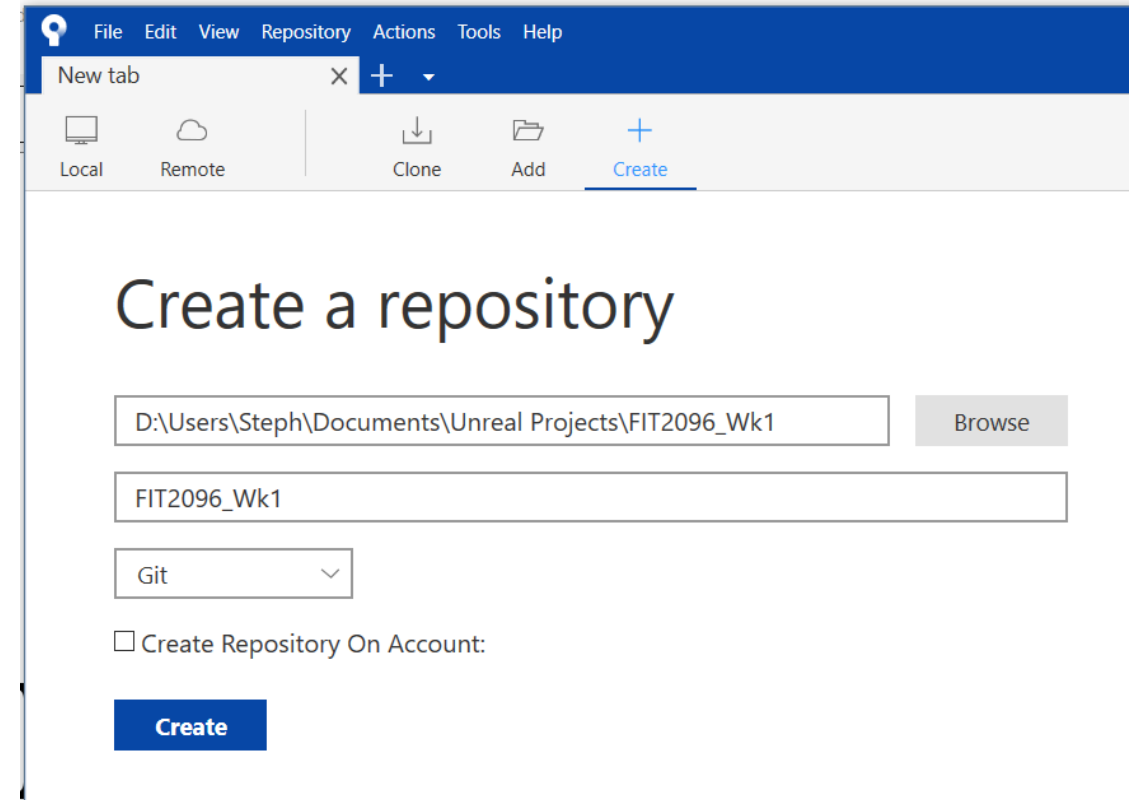 File Edit View Repository Actions Tools Help
New tab
Local Remote Clone Add Create
Create a repository
D:\Users\Steph\Documents\Unreal Projects\FIT2096_Wk1 Browse
FIT2096_Wk1
Git
Create Repository On Account:
Create